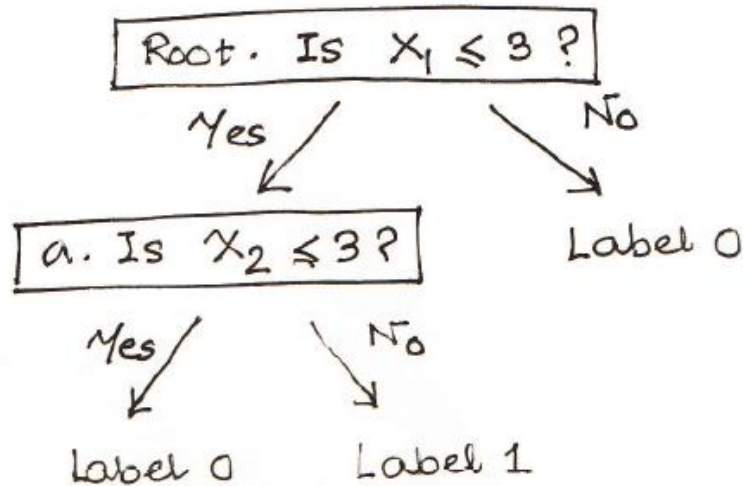 Root. Is X₁ ≤ 3 ?
Yes
No
a. Is X₂ ≤ 3 ?
Label 0
Yes
No
Label 0
Label 1